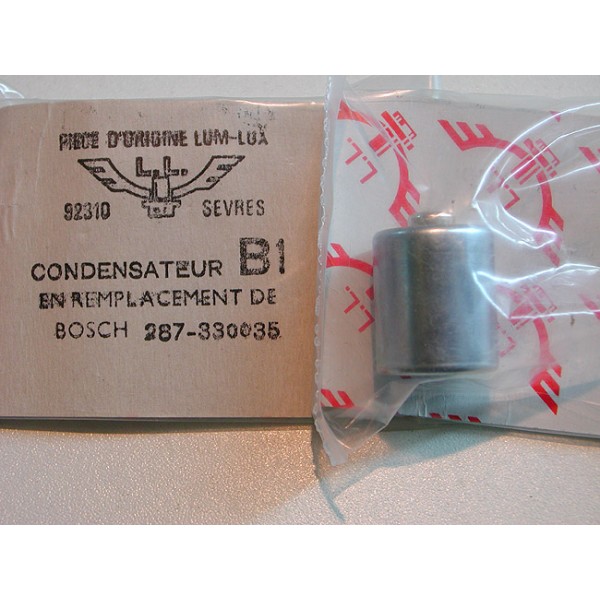 PIECE D'ORIGINE LUM-LUX
L.L.
92310 SEVRES
CONDENSATEUR B1
EN REMPLACEMENT DE
BOSCH 287-330035